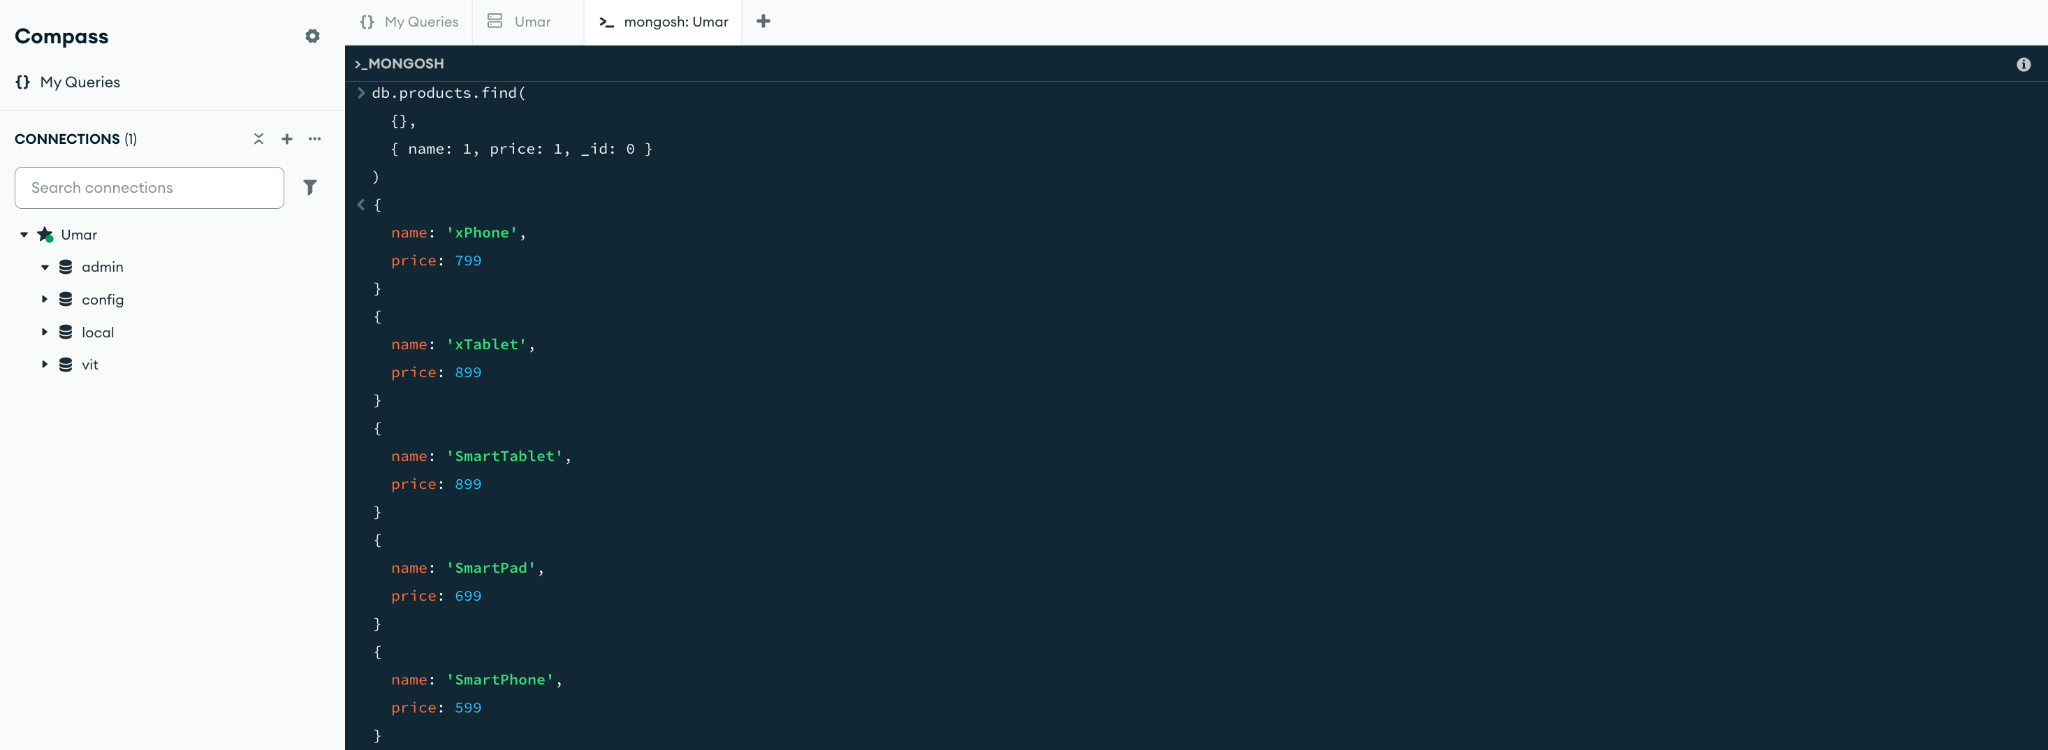 Compass
{} My Queries
CONNECTIONS (1)
Search connections
Umar
admin
config
local
vit
{} My Queries
Umar
>_ mongosh: Umar
>_MONGOSH
> db.products.find(
{},
{ name: 1, price: 1, _id: 0 }
)
< {
name: 'xPhone',
price: 799
}
{
name: 'xTablet',
price: 899
}
{
name: 'SmartTablet',
price: 899
}
{
name: 'SmartPad',
price: 699
}
{
name: 'SmartPhone',
price: 599
}